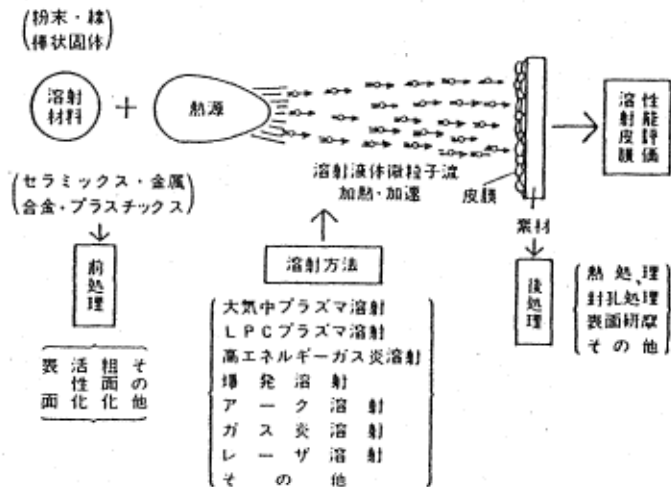 (粉末・線
棒状固体)
溶射
材料
+
熱源
溶射液体微粒子流
加熱・加速
皮膜
素材
溶射皮膜
性能評価
(セラミックス・金属
合金・プラスチックス)
前処理
表面
活性化
粗面化
その他
溶射方法
大気中プラズマ溶射
LPCプラズマ溶射
高エネルギーガス炎溶射
爆発溶射
アーク溶射
ガス炎溶射
レーザ溶射
その他
後処理
熱処、理
封孔処理
表面研摩
その他